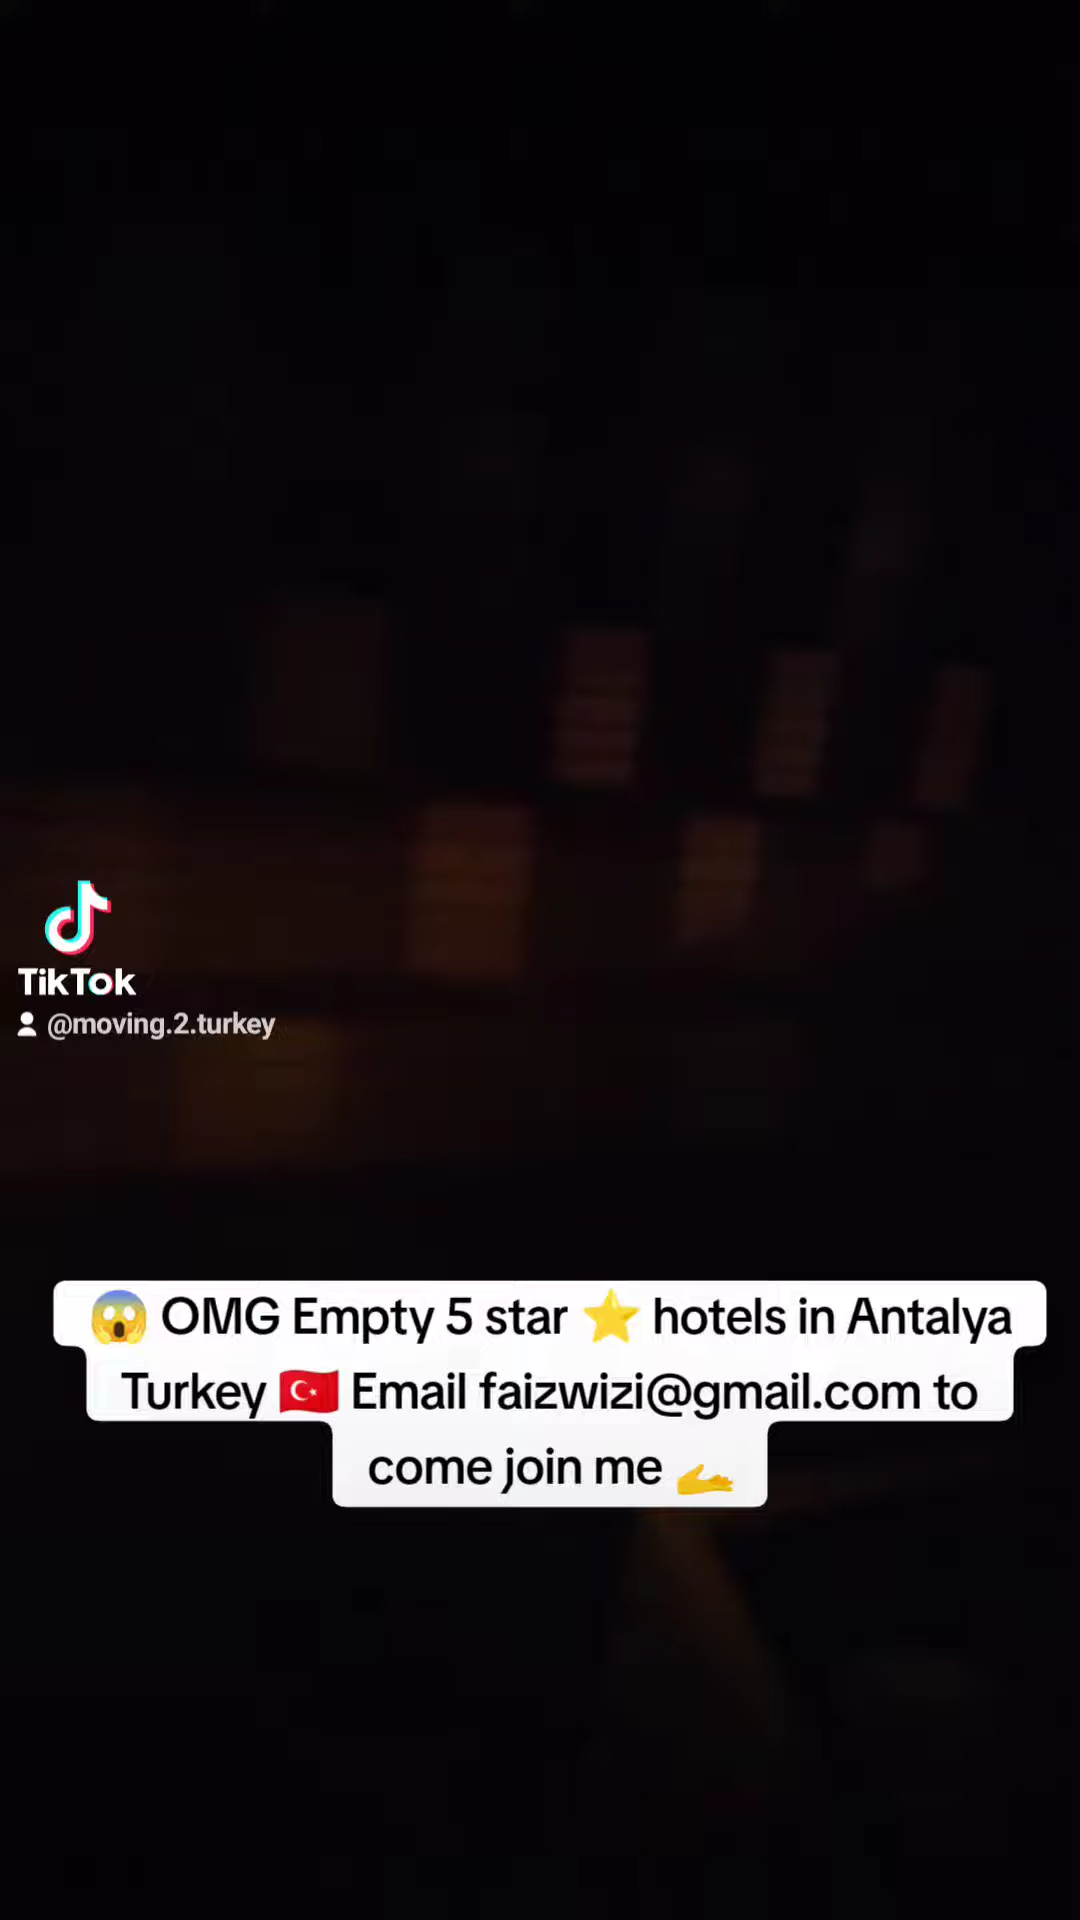 TikTok
@moving.2.turkey
😱 OMG Empty 5 star ⭐ hotels in Antalya
Turkey 🇹🇷 Email faizwizi@gmail.com to
come join me 🫴